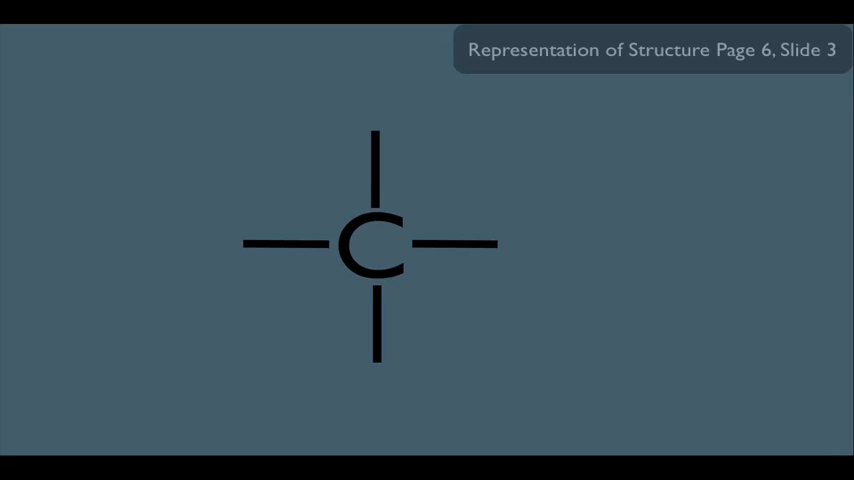 Representation of Structure Page 6, Slide 3
C